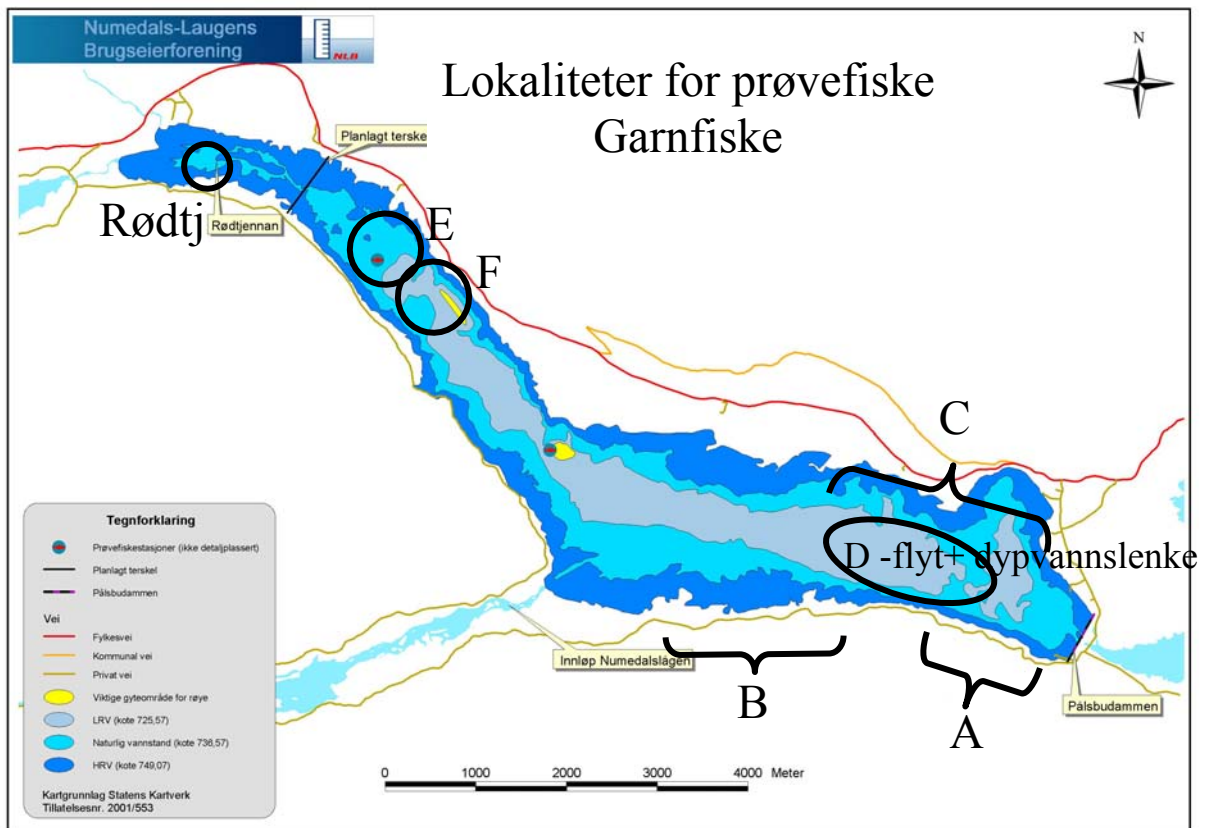 Numedals-Laugens
Brugseierforening
NLB
Lokaliteter for prøvefiske
Garnfiske
N
Planlagt terske
Rødtj
Rødtjennan
E
F
C
D -flyt+ dypvannslenke
Innløp Numedalslågen
B
A
Pålsbudammen
Tegnforklaring
Prøvefiskestasjoner (ikke detaljplassert)
Planlagt terskel
Pålsbudammen
Vei
Fylkesvei
Kommunal vei
Privat vei
Viktige gyteområde for røye
LRV (kote 725,57)
Naturlig vannstand (kote 736,57)
HRV (kote 749,07)
Kartgrunnlag Statens Kartverk
Tillatelsesnr. 2001/553
0 1000 2000 3000 4000 Meter